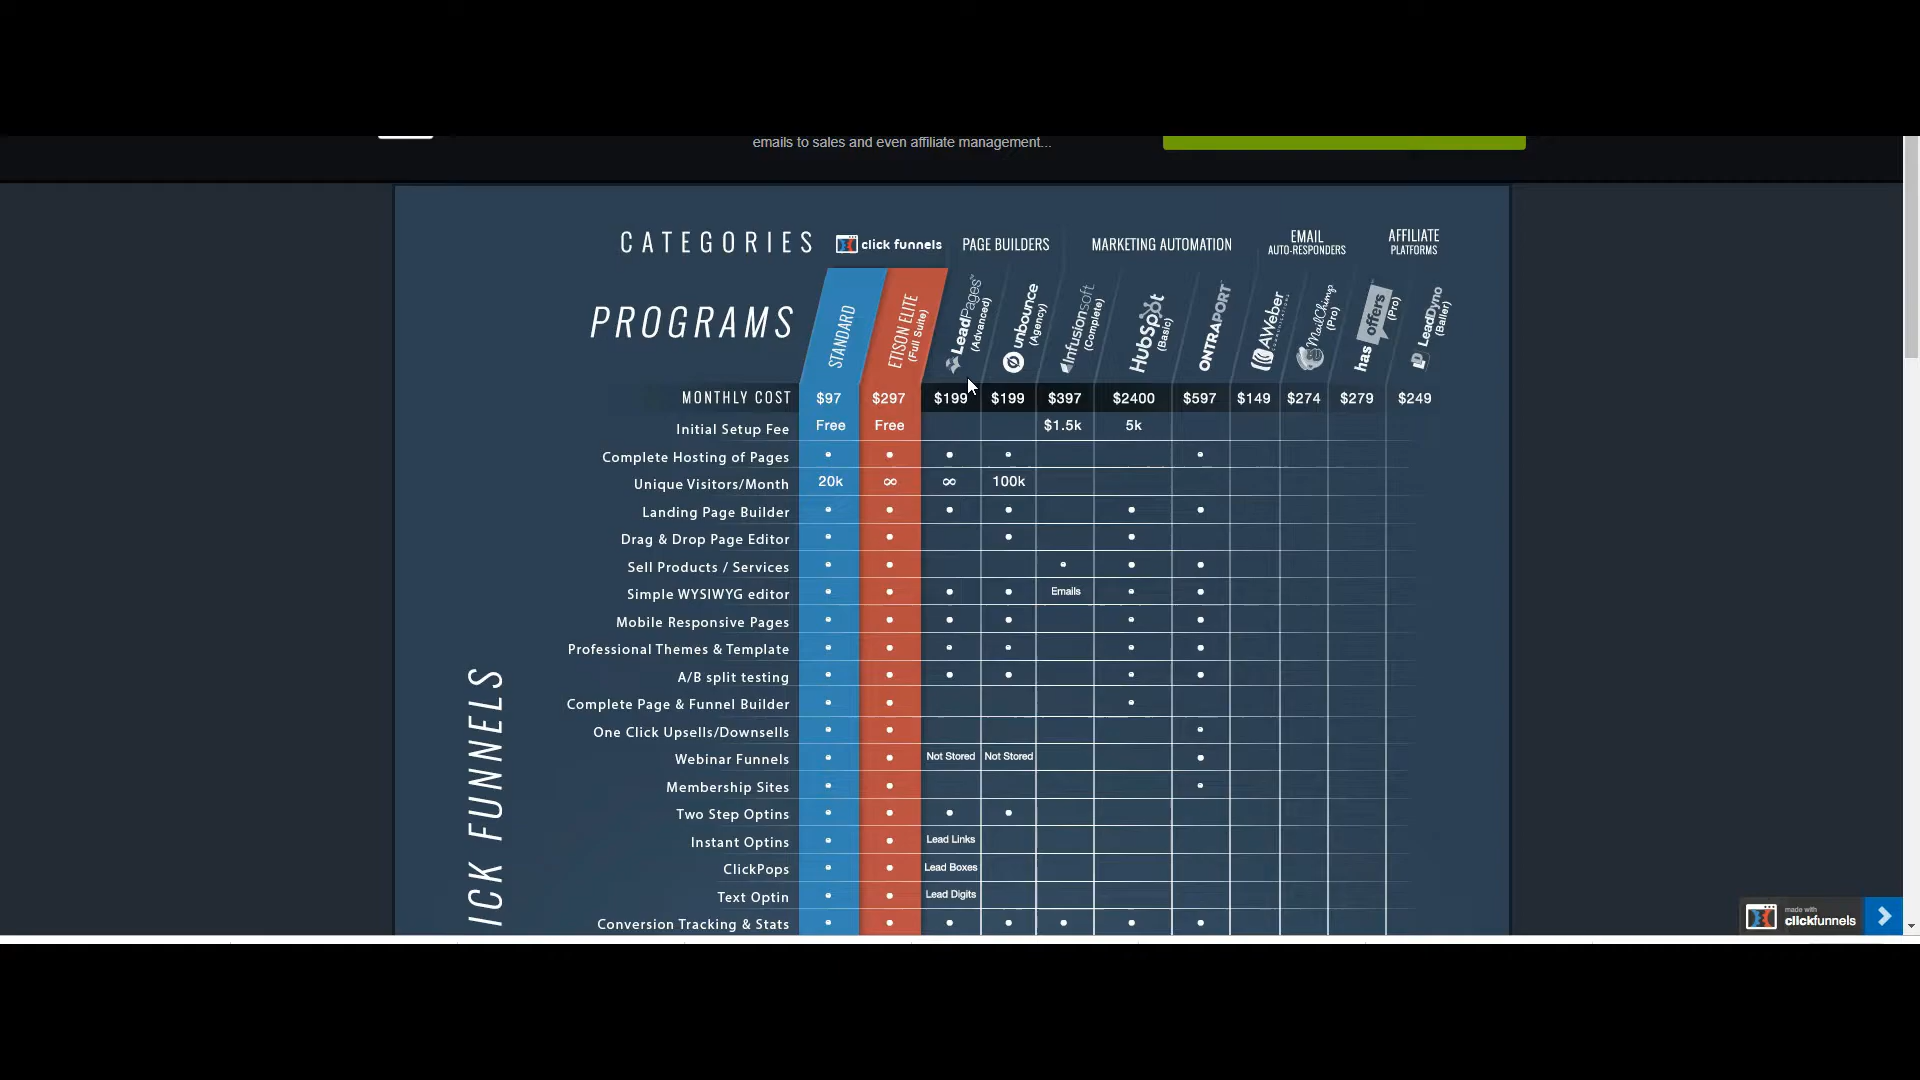 emails to sales and even affiliate management...
CATEGORIES click funnels PAGE BUILDERS MARKETING AUTOMATION EMAIL AUTO-RESPONDERS AFFILIATE PLATFORMS
PROGRAMS
STANDARD
ETISON ELITE
(Full Suite)
LeadPages™
(Advanced)
unbounce
(Agency)
Infusionsoft
(Complete)
HubSpot
(Basic)
ONTRAPORT
AWeber
COMMUNICATIONS
MailChimp
(Pro)
has offers
(Pro)
LeadDyno
(Baller)
MONTHLY COST $97 $297 $199 $199 $397 $2400 $597 $149 $274 $279 $249
Initial Setup Fee Free Free $1.5k 5k
Complete Hosting of Pages
Unique Visitors/Month 20k ∞ ∞ 100k
Landing Page Builder
Drag & Drop Page Editor
Sell Products / Services
Simple WYSIWYG editor Emails
Mobile Responsive Pages
Professional Themes & Template
A/B split testing
Complete Page & Funnel Builder
One Click Upsells/Downsells
Webinar Funnels Not Stored Not Stored
Membership Sites
Two Step Optins
Instant Optins Lead Links
ClickPops Lead Boxes
Text Optin Lead Digits
Conversion Tracking & Stats
ICK FUNNELS
made with
clickfunnels